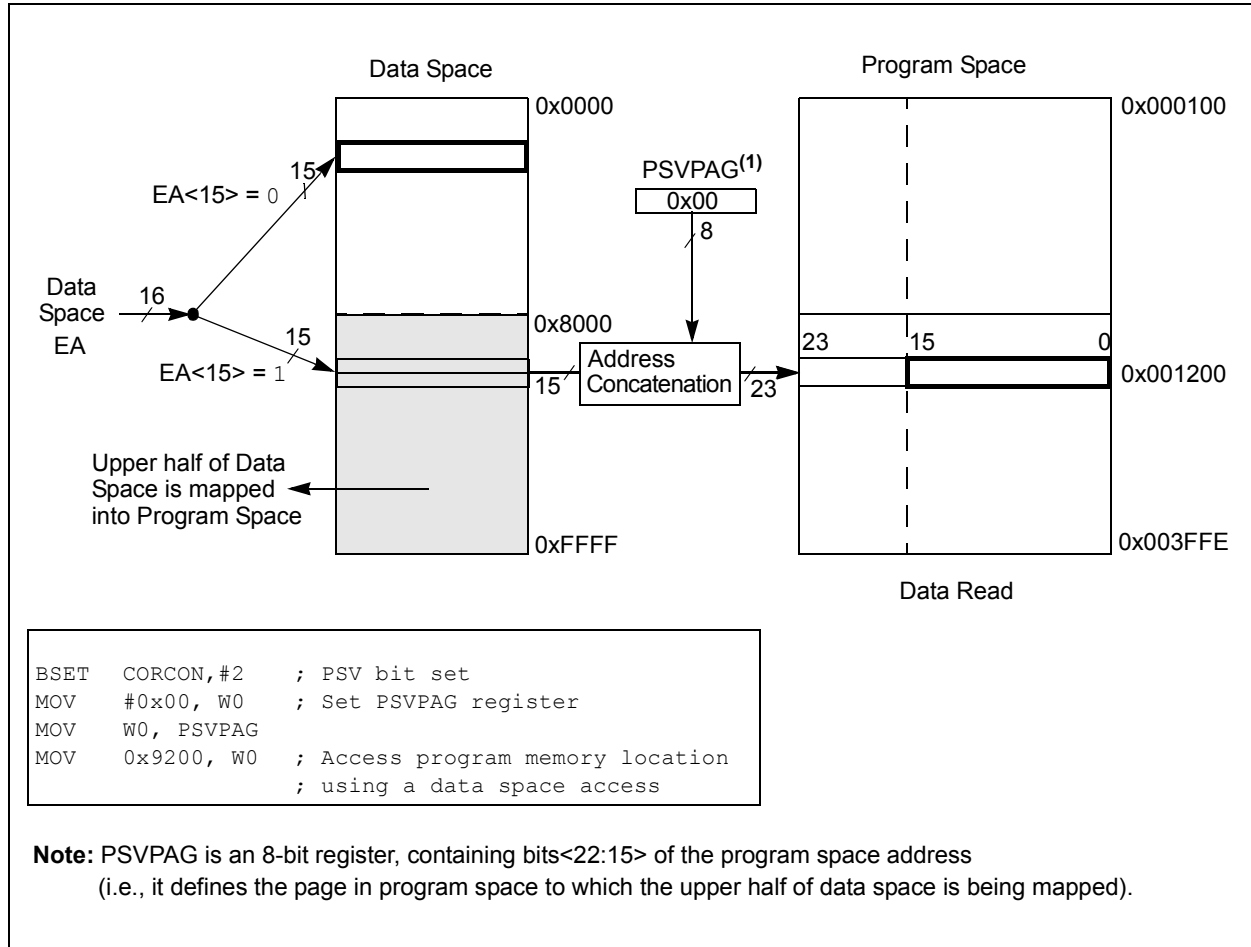 Data Space
Program Space
0x0000
0x000100
PSVPAG(1)
0x00
8
15
EA<15> = 0
Data
Space
EA
16
15
EA<15> = 1
0x8000
15
Address
Concatenation
23
23
15
0
0x001200
Upper half of Data
Space is mapped
into Program Space
0xFFFF
0x003FFE
Data Read
BSET CORCON,#2 ; PSV bit set
MOV #0x00, W0 ; Set PSVPAG register
MOV W0, PSVPAG
MOV 0x9200, W0 ; Access program memory location
; using a data space access
Note: PSVPAG is an 8-bit register, containing bits<22:15> of the program space address
(i.e., it defines the page in program space to which the upper half of data space is being mapped).